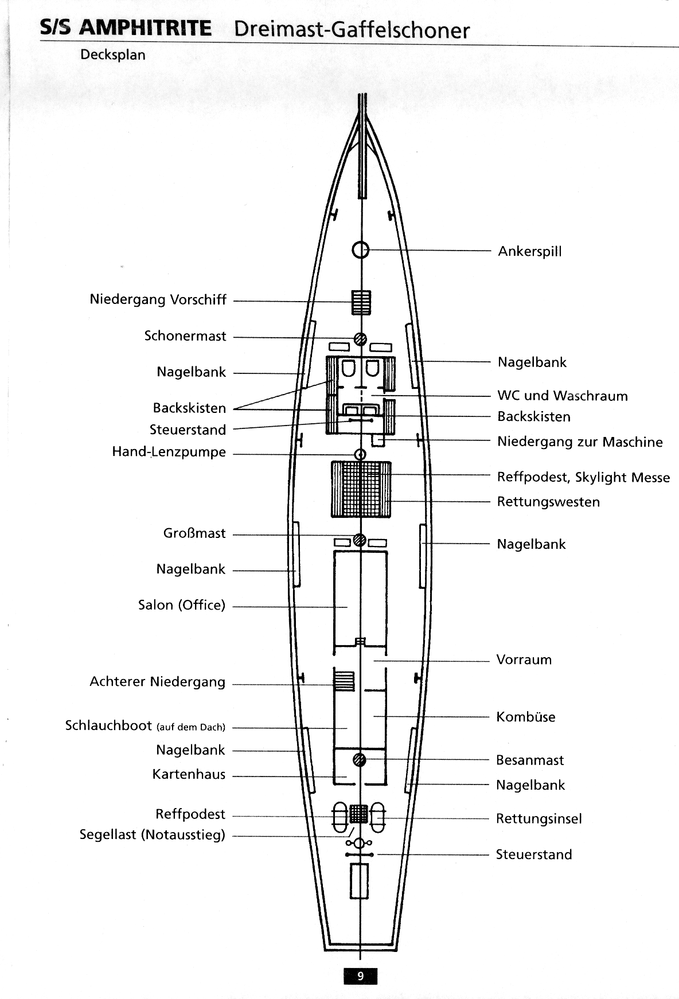 S/S AMPHITRITE Dreimast-Gaffelschoner
Decksplan
Ankerspill
Niedergang Vorschiff
Schonermast
Nagelbank
Nagelbank
WC und Waschraum
Backskisten
Backskisten
Steuerstand
Niedergang zur Maschine
Hand-Lenzpumpe
Reffpodest, Skylight Messe
Rettungswesten
Großmast
Nagelbank
Nagelbank
Salon (Office)
Vorraum
Achterer Niedergang
Kombüse
Schlauchboot (auf dem Dach)
Nagelbank
Besanmast
Kartenhaus
Nagelbank
Reffpodest
Rettungsinsel
Segellast (Notausstieg)
Steuerstand
9